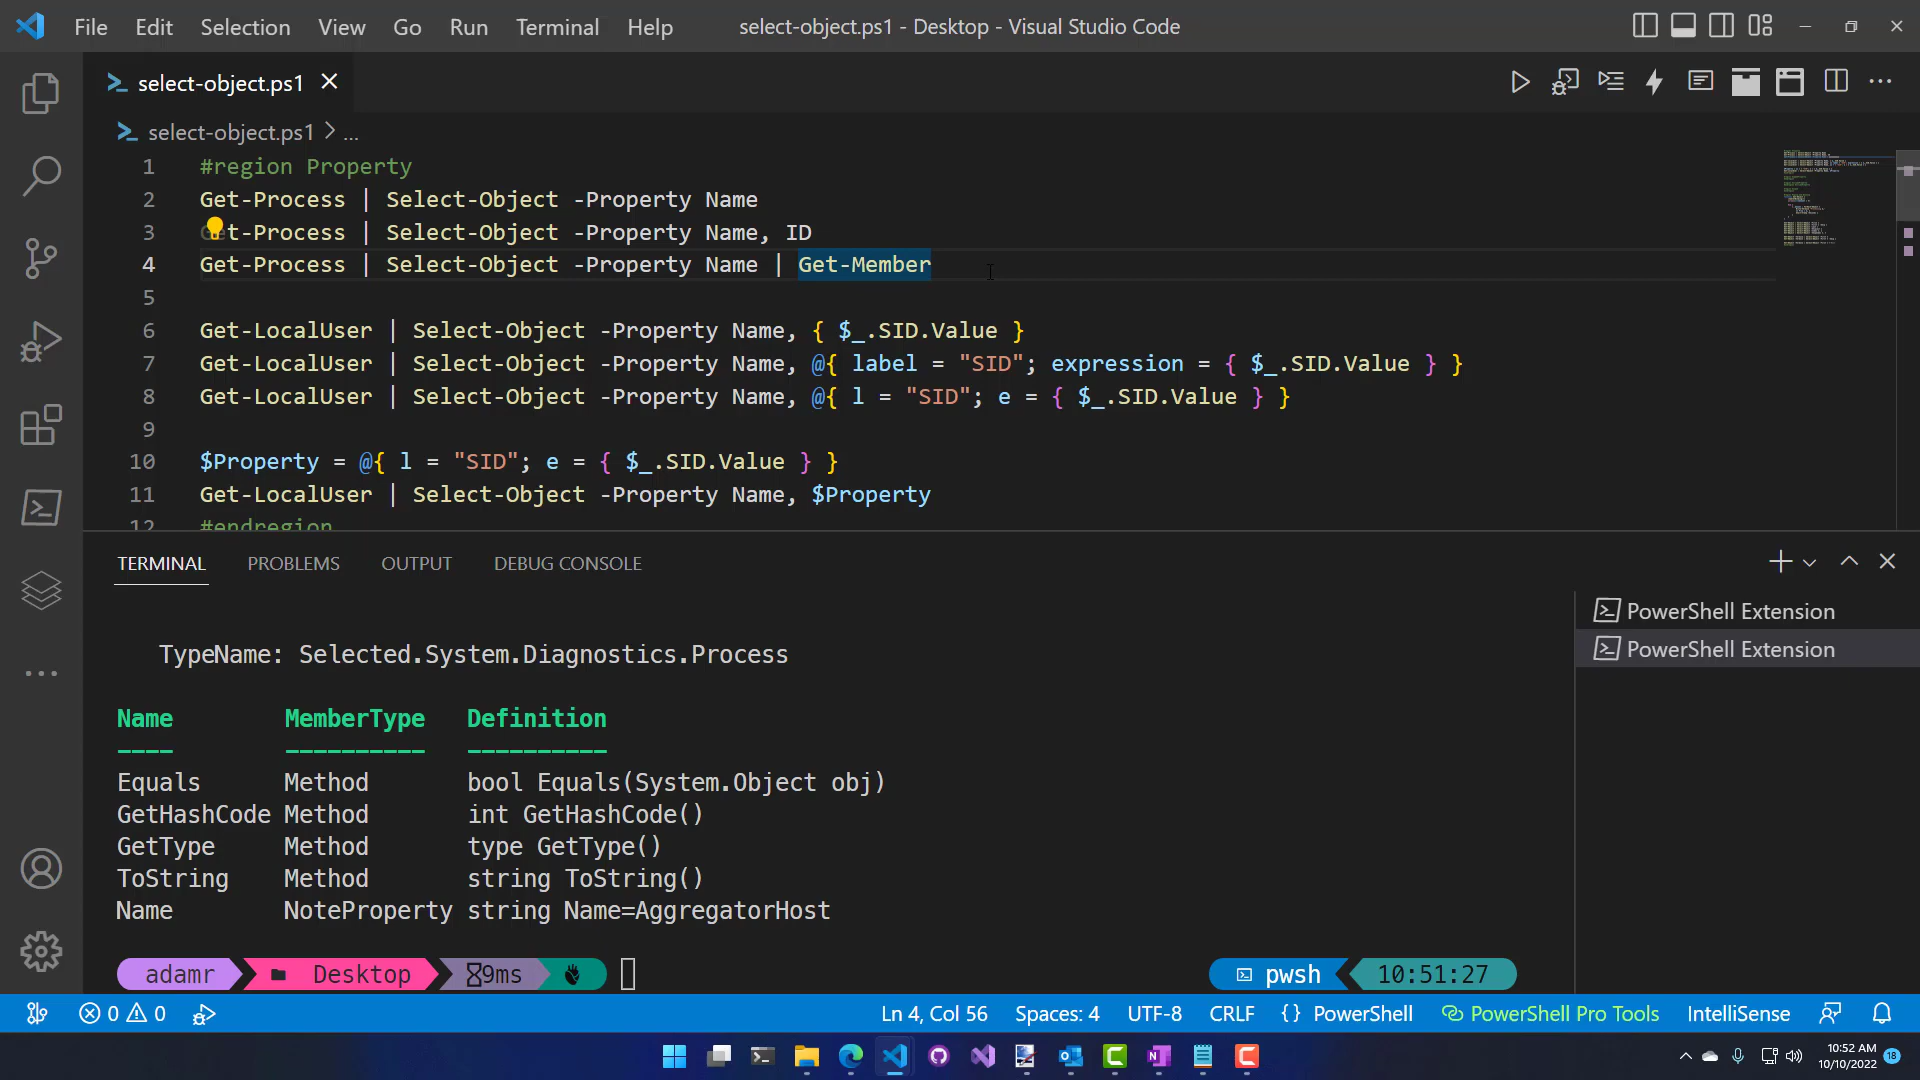 File Edit Selection View Go Run Terminal Help select-object.ps1 - Desktop - Visual Studio Code
select-object.ps1
select-object.ps1 > ...
1 #region Property
2 Get-Process | Select-Object -Property Name
3 Get-Process | Select-Object -Property Name, ID
4 Get-Process | Select-Object -Property Name | Get-Member
5
6 Get-LocalUser | Select-Object -Property Name, { $_.SID.Value }
7 Get-LocalUser | Select-Object -Property Name, @{ label = "SID"; expression = { $_.SID.Value } }
8 Get-LocalUser | Select-Object -Property Name, @{ l = "SID"; e = { $_.SID.Value } }
9
10 $Property = @{ l = "SID"; e = { $_.SID.Value } }
11 Get-LocalUser | Select-Object -Property Name, $Property
12 #endregion
TERMINAL PROBLEMS OUTPUT DEBUG CONSOLE
PowerShell Extension
PowerShell Extension
TypeName: Selected.System.Diagnostics.Process
Name MemberType Definition
---- ---------- ----------
Equals Method bool Equals(System.Object obj)
GetHashCode Method int GetHashCode()
GetType Method type GetType()
ToString Method string ToString()
Name NoteProperty string Name=AggregatorHost
adamr Desktop 9ms pwsh 10:51:27
0 0 Ln 4, Col 56 Spaces: 4 UTF-8 CRLF {} PowerShell PowerShell Pro Tools IntelliSense
10:52 AM
10/10/2022
18